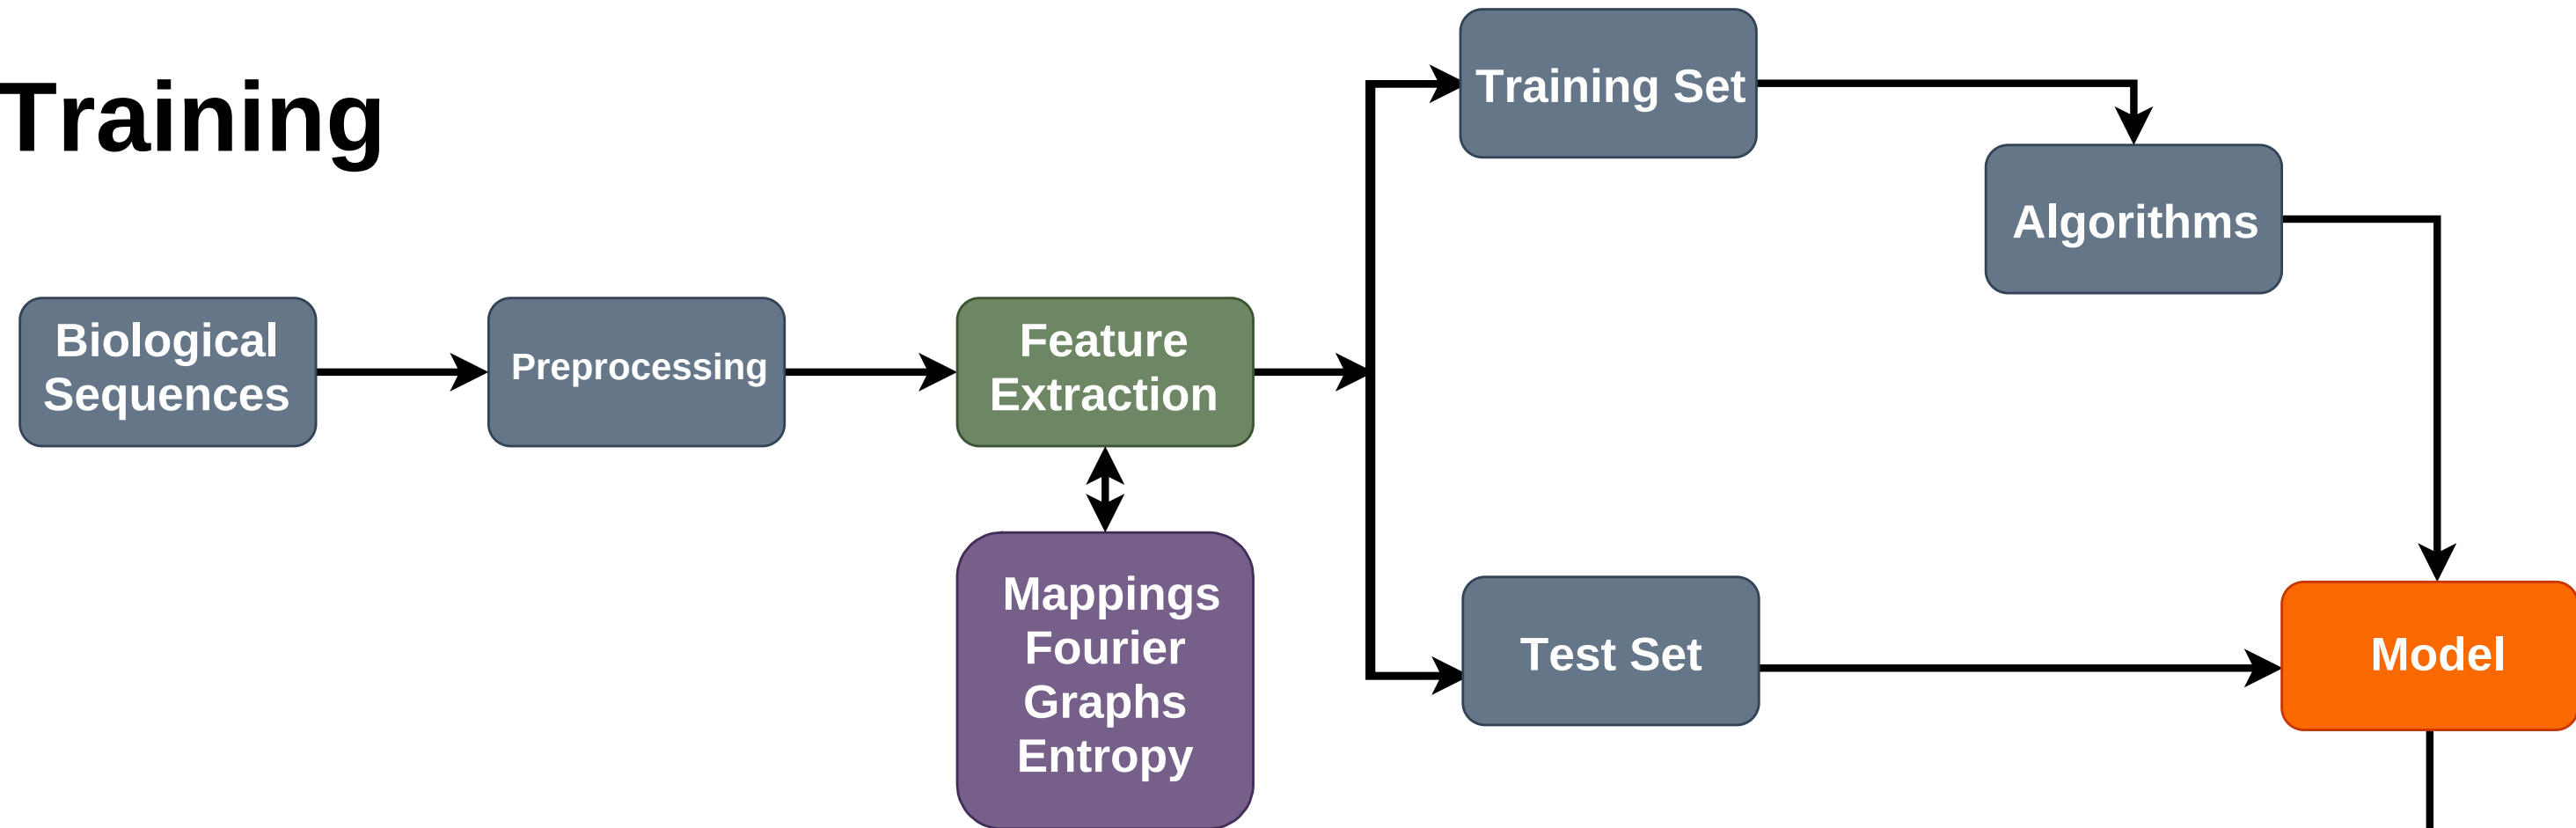 Training
Training Set
Algorithms
Biological
Sequences
Preprocessing
Feature
Extraction
Mappings
Fourier
Graphs
Entropy
Test Set
Model